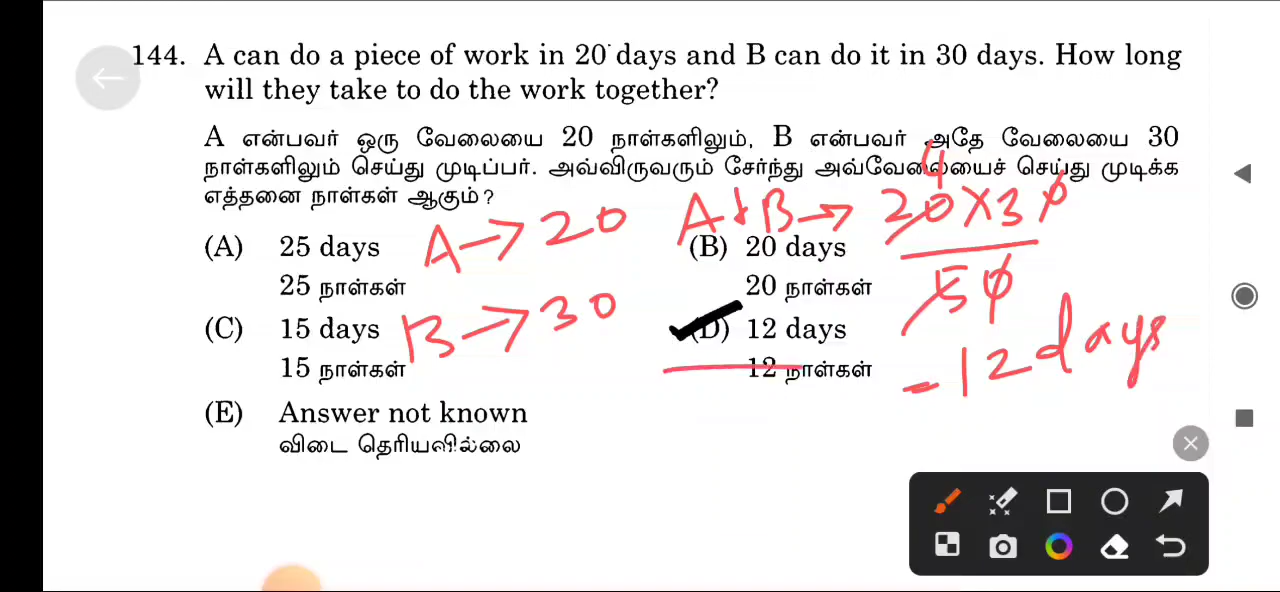 144. A can do a piece of work in 20 days and B can do it in 30 days. How long
will they take to do the work together?
A என்பவர் ஒரு வேலையை 20 நாள்களிலும், B என்பவர் அதே வேலையை 30
நாள்களிலும் செய்து முடிப்பர். அவ்விருவரும் சேர்ந்து அவ்வேலையைச் செய்து முடிக்க
எத்தனை நாள்கள் ஆகும்?
(A) 25 days
25 நாள்கள்
(B) 20 days
20 நாள்கள்
(C) 15 days
15 நாள்கள்
(D) 12 days
12 நாள்கள்
(E) Answer not known
விடை தெரியவில்லை
A → 20
B → 30
4
A + B → 20 × 30
50
= 12 days